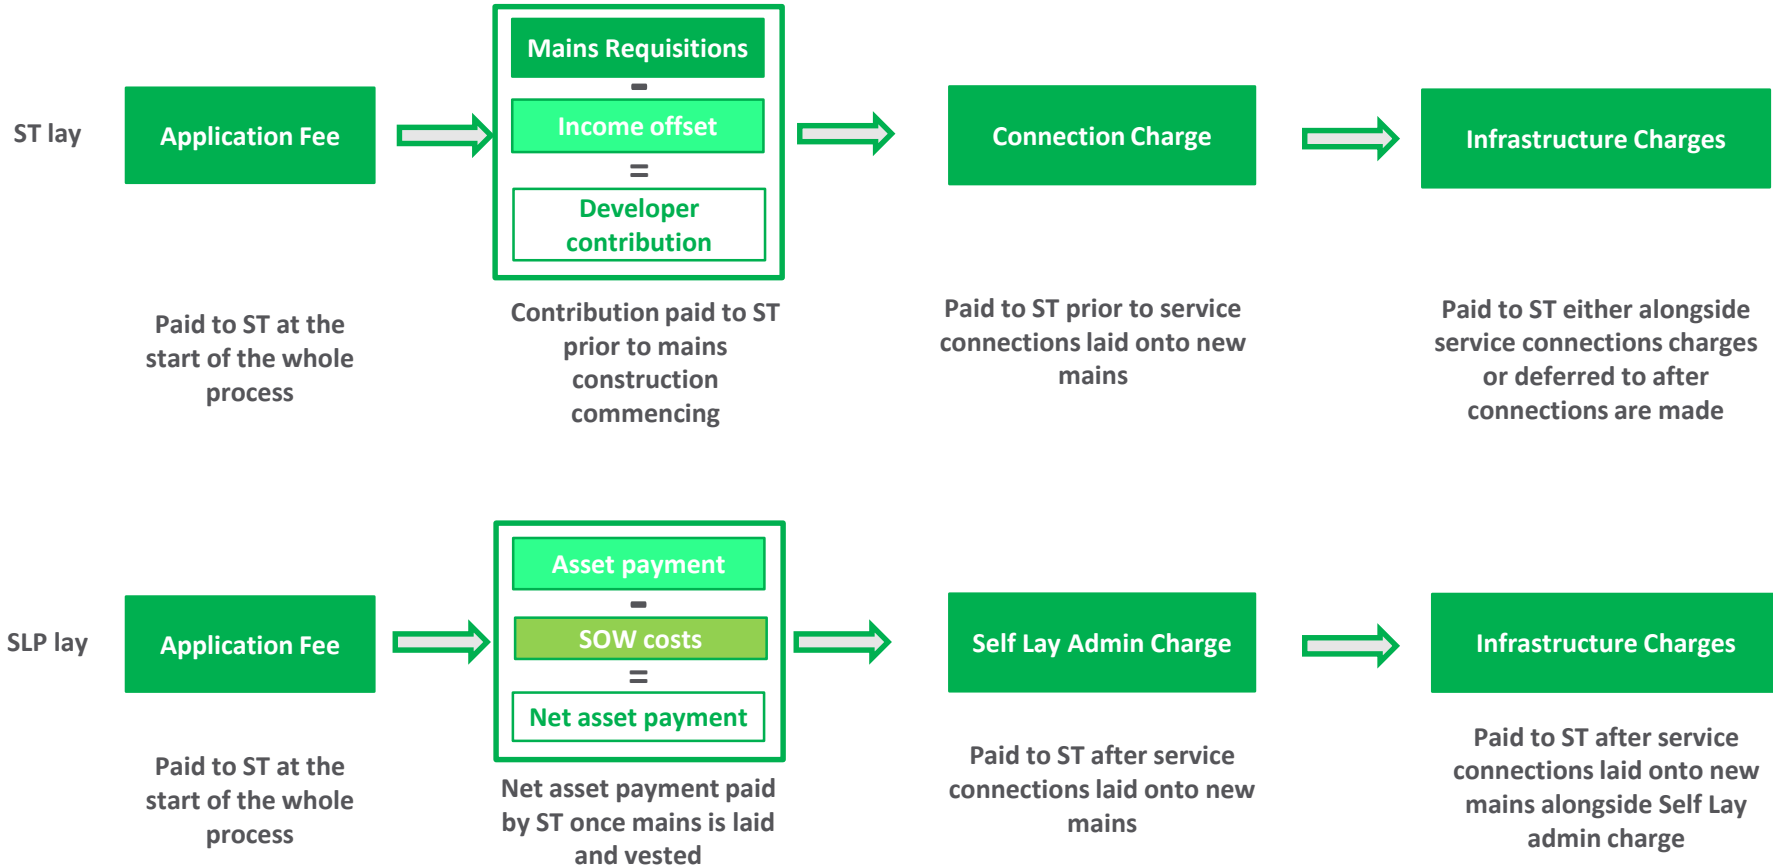 ST lay
Application Fee
Mains Requisitions
-
Income offset
=
Developer
contribution
Connection Charge
Infrastructure Charges
Paid to ST at the
start of the whole
process
Contribution paid to ST
prior to mains
construction
commencing
Paid to ST prior to service
connections laid onto new
mains
Paid to ST either alongside
service connections charges
or deferred to after
connections are made
SLP lay
Application Fee
Asset payment
-
SOW costs
=
Net asset payment
Self Lay Admin Charge
Infrastructure Charges
Paid to ST at the
start of the whole
process
Net asset payment paid
by ST once mains is laid
and vested
Paid to ST after service
connections laid onto new
mains
Paid to ST after service
connections laid onto new
mains alongside Self Lay
admin charge